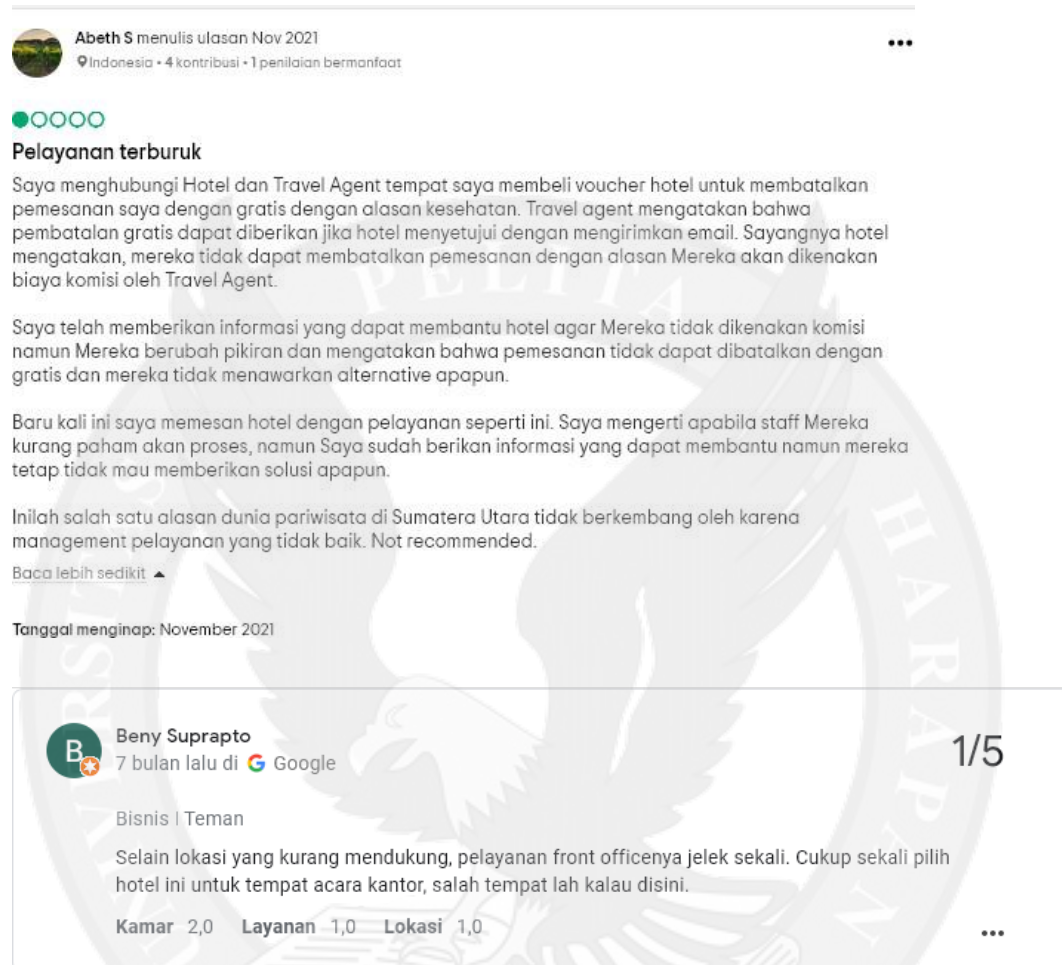 Abeth S menulis ulasan Nov 2021
Indonesia • 4 kontribusi • 1 penilaian bermanfaat
Pelayanan terburuk
Saya menghubungi Hotel dan Travel Agent tempat saya membeli voucher hotel untuk membatalkan
pemesanan saya dengan gratis dengan alasan kesehatan. Travel agent mengatakan bahwa
pembatalan gratis dapat diberikan jika hotel menyetujui dengan mengirimkan email. Sayangnya hotel
mengatakan, mereka tidak dapat membatalkan pemesanan dengan alasan Mereka akan dikenakan
biaya komisi oleh Travel Agent.
Saya telah memberikan informasi yang dapat membantu hotel agar Mereka tidak dikenakan komisi
namun Mereka berubah pikiran dan mengatakan bahwa pemesanan tidak dapat dibatalkan dengan
gratis dan mereka tidak menawarkan alternative apapun.
Baru kali ini saya memesan hotel dengan pelayanan seperti ini. Saya mengerti apabila staff Mereka
kurang paham akan proses, namun Saya sudah berikan informasi yang dapat membantu namun mereka
tetap tidak mau memberikan solusi apapun.
Inilah salah satu alasan dunia pariwisata di Sumatera Utara tidak berkembang oleh karena
management pelayanan yang tidak baik. Not recommended.
Baca lebih sedikit
Tanggal menginap: November 2021
B
Beny Suprapto
7 bulan lalu di G Google
1/5
Bisnis | Teman
Selain lokasi yang kurang mendukung, pelayanan front officenya jelek sekali. Cukup sekali pilih
hotel ini untuk tempat acara kantor, salah tempat lah kalau disini.
Kamar 2,0 Layanan 1,0 Lokasi 1,0
UNIVERSITAS PELITA HARAPAN